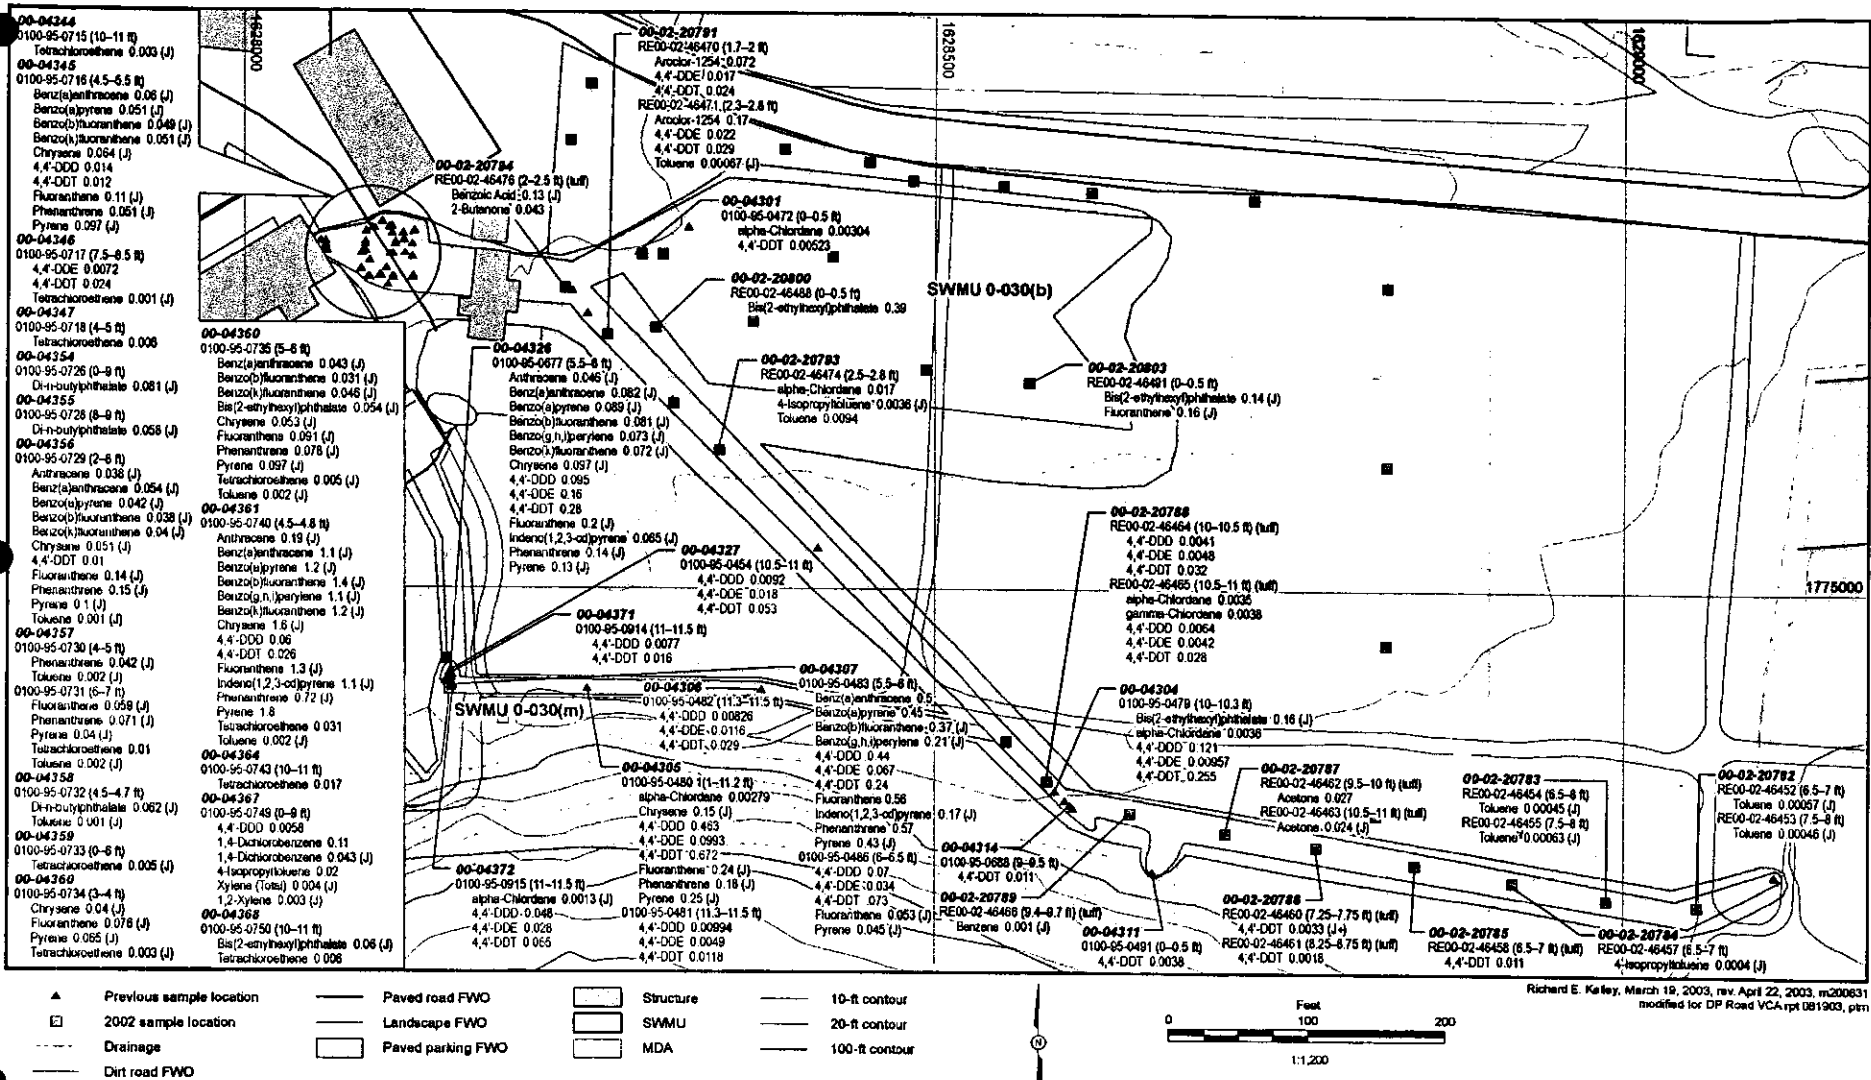 00-04344
0100-95-0715 (10–11 ft)
Tetrachloroethene 0.003 (J)
00-04345
0100-95-0716 (4.5–5.5 ft)
Benz(a)anthracene 0.06 (J)
Benzo(a)pyrene 0.051 (J)
Benzo(b)fluoranthene 0.049 (J)
Benzo(k)fluoranthene 0.051 (J)
Chrysene 0.064 (J)
4,4'-DDD 0.014
4,4'-DDT 0.012
Fluoranthene 0.11 (J)
Phenanthrene 0.051 (J)
Pyrene 0.097 (J)
00-04346
0100-95-0717 (7.5–8.5 ft)
4,4'-DDE 0.0072
4,4'-DDT 0.024
Tetrachloroethene 0.001 (J)
00-04347
0100-95-0718 (4–5 ft)
Tetrachloroethene 0.006
00-04354
0100-95-0726 (0–9 ft)
Di-n-butylphthalate 0.081 (J)
00-04355
0100-95-0728 (8–9 ft)
Di-n-butylphthalate 0.058 (J)
00-04356
0100-95-0729 (2–6 ft)
Anthracene 0.038 (J)
Benz(a)anthracene 0.054 (J)
Benzo(a)pyrene 0.042 (J)
Benzo(b)fluoranthene 0.038 (J)
Benzo(k)fluoranthene 0.04 (J)
Chrysene 0.051 (J)
4,4'-DDT 0.01
Fluoranthene 0.14 (J)
Phenanthrene 0.15 (J)
Pyrene 0.1 (J)
Toluene 0.001 (J)
00-04357
0100-95-0730 (4–5 ft)
Phenanthrene 0.042 (J)
Toluene 0.002 (J)
0100-95-0731 (6–7 ft)
Fluoranthene 0.059 (J)
Phenanthrene 0.071 (J)
Pyrene 0.04 (J)
Tetrachloroethene 0.01
Toluene 0.002 (J)
00-04358
0100-95-0732 (4.5–4.7 ft)
Di-n-butylphthalate 0.062 (J)
Toluene 0.001 (J)
00-04359
0100-95-0733 (0–6 ft)
Tetrachloroethene 0.005 (J)
00-04360
0100-95-0734 (3–4 ft)
Chrysene 0.04 (J)
Fluoranthene 0.076 (J)
Pyrene 0.065 (J)
Tetrachloroethene 0.003 (J)
00-04360
0100-95-0735 (5–6 ft)
Benz(a)anthracene 0.043 (J)
Benzo(b)fluoranthene 0.031 (J)
Benzo(k)fluoranthene 0.046 (J)
Bis(2-ethylhexyl)phthalate 0.054 (J)
Chrysene 0.053 (J)
Fluoranthene 0.091 (J)
Phenanthrene 0.078 (J)
Pyrene 0.097 (J)
Tetrachloroethene 0.005 (J)
Toluene 0.002 (J)
00-04361
0100-95-0740 (4.5–4.8 ft)
Anthracene 0.19 (J)
Benz(a)anthracene 1.1 (J)
Benzo(a)pyrene 1.2 (J)
Benzo(b)fluoranthene 1.4 (J)
Benzo(g,h,i)perylene 1.1 (J)
Benzo(k)fluoranthene 1.2 (J)
Chrysene 1.6 (J)
4,4'-DDD 0.06
4,4'-DDT 0.026
Fluoranthene 1.3 (J)
Indeno(1,2,3-cd)pyrene 1.1 (J)
Phenanthrene 0.72 (J)
Pyrene 1.8
Tetrachloroethene 0.031
Toluene 0.002 (J)
00-04364
0100-95-0743 (10–11 ft)
Tetrachloroethene 0.017
00-04367
0100-95-0749 (0–9 ft)
4,4'-DDD 0.0058
1,4-Dichlorobenzene 0.11
1,4-Dichlorobenzene 0.043 (J)
4-Isopropyltoluene 0.02
Xylene (Total) 0.004 (J)
1,2-Xylene 0.003 (J)
00-04368
0100-95-0750 (10–11 ft)
Bis(2-ethylhexyl)phthalate 0.06 (J)
Tetrachloroethene 0.006
1628000
1628500
1629000
1775000
00-02-20791
RE00-02-46470 (1.7–2 ft)
Aroclor-1254 0.072
4,4'-DDE 0.017
4,4'-DDT 0.024
RE00-02-46471 (2.3–2.8 ft)
Aroclor-1254 0.17
4,4'-DDE 0.022
4,4'-DDT 0.029
Toluene 0.00067 (J)
00-02-20794
RE00-02-46476 (2–2.5 ft) (tuff)
Benzoic Acid 0.13 (J)
2-Butanone 0.043
00-04301
0100-95-0472 (0–0.5 ft)
alpha-Chlordane 0.00304
4,4'-DDT 0.00523
00-02-20800
RE00-02-46488 (0–0.5 ft)
Bis(2-ethylhexyl)phthalate 0.39
SWMU 0-030(b)
00-04326
0100-95-0677 (5.5–6 ft)
Anthracene 0.046 (J)
Benz(a)anthracene 0.082 (J)
Benzo(a)pyrene 0.089 (J)
Benzo(b)fluoranthene 0.081 (J)
Benzo(g,h,i)perylene 0.073 (J)
Benzo(k)fluoranthene 0.072 (J)
Chrysene 0.097 (J)
4,4'-DDD 0.095
4,4'-DDE 0.16
4,4'-DDT 0.28
Fluoranthene 0.2 (J)
Indeno(1,2,3-cd)pyrene 0.065 (J)
Phenanthrene 0.14 (J)
Pyrene 0.13 (J)
00-02-20793
RE00-02-46474 (2.5–2.8 ft)
alpha-Chlordane 0.017
4-Isopropyltoluene 0.0036 (J)
Toluene 0.0094
00-02-20803
RE00-02-46491 (0–0.5 ft)
Bis(2-ethylhexyl)phthalate 0.14 (J)
Fluoranthene 0.16 (J)
00-02-20788
RE00-02-46464 (10–10.5 ft) (tuff)
4,4'-DDD 0.0041
4,4'-DDE 0.0048
4,4'-DDT 0.032
RE00-02-46465 (10.5–11 ft) (tuff)
alpha-Chlordane 0.0035
gamma-Chlordane 0.0038
4,4'-DDD 0.0064
4,4'-DDE 0.0042
4,4'-DDT 0.028
00-04327
0100-95-0454 (10.5–11 ft)
4,4'-DDD 0.0092
4,4'-DDE 0.018
4,4'-DDT 0.053
00-04371
0100-95-0914 (11–11.5 ft)
4,4'-DDD 0.0077
4,4'-DDT 0.016
SWMU 0-030(m)
00-04306
0100-95-0482 (11.3–11.5 ft)
4,4'-DDD 0.00826
4,4'-DDE 0.0116
4,4'-DDT 0.029
00-04307
0100-95-0483 (5.5–6 ft)
Benz(a)anthracene 0.5
Benzo(a)pyrene 0.45
Benzo(b)fluoranthene 0.37 (J)
Benzo(g,h,i)perylene 0.21 (J)
4,4'-DDD 0.44
4,4'-DDE 0.067
4,4'-DDT 0.24
Fluoranthene 0.56
Indeno(1,2,3-cd)pyrene 0.17 (J)
Phenanthrene 0.57
Pyrene 0.43 (J)
0100-95-0486 (6–6.5 ft)
4,4'-DDD 0.07
4,4'-DDE 0.034
4,4'-DDT .073
Fluoranthene 0.053 (J)
Pyrene 0.045 (J)
00-04304
0100-95-0479 (10–10.3 ft)
Bis(2-ethylhexyl)phthalate 0.16 (J)
alpha-Chlordane 0.0036
4,4'-DDD 0.121
4,4'-DDE 0.00957
4,4'-DDT 0.255
00-04305
0100-95-0480 (11–11.2 ft)
alpha-Chlordane 0.00279
Chrysene 0.15 (J)
4,4'-DDD 0.463
4,4'-DDE 0.0993
4,4'-DDT 0.672
Fluoranthene 0.24 (J)
Phenanthrene 0.18 (J)
Pyrene 0.25 (J)
0100-95-0481 (11.3–11.5 ft)
4,4'-DDD 0.00994
4,4'-DDE 0.0049
4,4'-DDT 0.0118
00-04372
0100-95-0915 (11–11.5 ft)
alpha-Chlordane 0.0013 (J)
4,4'-DDD 0.048
4,4'-DDE 0.028
4,4'-DDT 0.065
00-04314
0100-95-0688 (9–9.5 ft)
4,4'-DDT 0.011
00-02-20789
RE00-02-46466 (9.4–9.7 ft) (tuff)
Benzene 0.001 (J)
00-04311
0100-95-0491 (0–0.5 ft)
4,4'-DDT 0.0038
00-02-20787
RE00-02-46462 (9.5–10 ft) (tuff)
Acetone 0.027
RE00-02-46463 (10.5–11 ft) (tuff)
Acetone 0.024 (J)
00-02-20786
RE00-02-46460 (7.25–7.75 ft) (tuff)
4,4'-DDT 0.0033 (J+)
RE00-02-46461 (8.25–8.75 ft) (tuff)
4,4'-DDT 0.0018
00-02-20783
RE00-02-46454 (6.5–8 ft)
Toluene 0.00045 (J)
RE00-02-46455 (7.5–8 ft)
Toluene 0.00063 (J)
00-02-20782
RE00-02-46452 (6.5–7 ft)
Toluene 0.00057 (J)
RE00-02-46453 (7.5–8 ft)
Toluene 0.00046 (J)
00-02-20785
RE00-02-46458 (6.5–7 ft) (tuff)
4,4'-DDT 0.011
00-02-20784
RE00-02-46457 (6.5–7 ft)
4-Isopropyltoluene 0.0004 (J)
Richard E. Kelley, March 19, 2003, rev. April 22, 2003, m200831
modified for DP Road VCA rpt 081903, ptm
Previous sample location
2002 sample location
Drainage
Dirt road FWO
Paved road FWO
Landscape FWO
Paved parking FWO
Structure
SWMU
MDA
10-ft contour
20-ft contour
100-ft contour
N
Feet
0 100 200
1:1,200